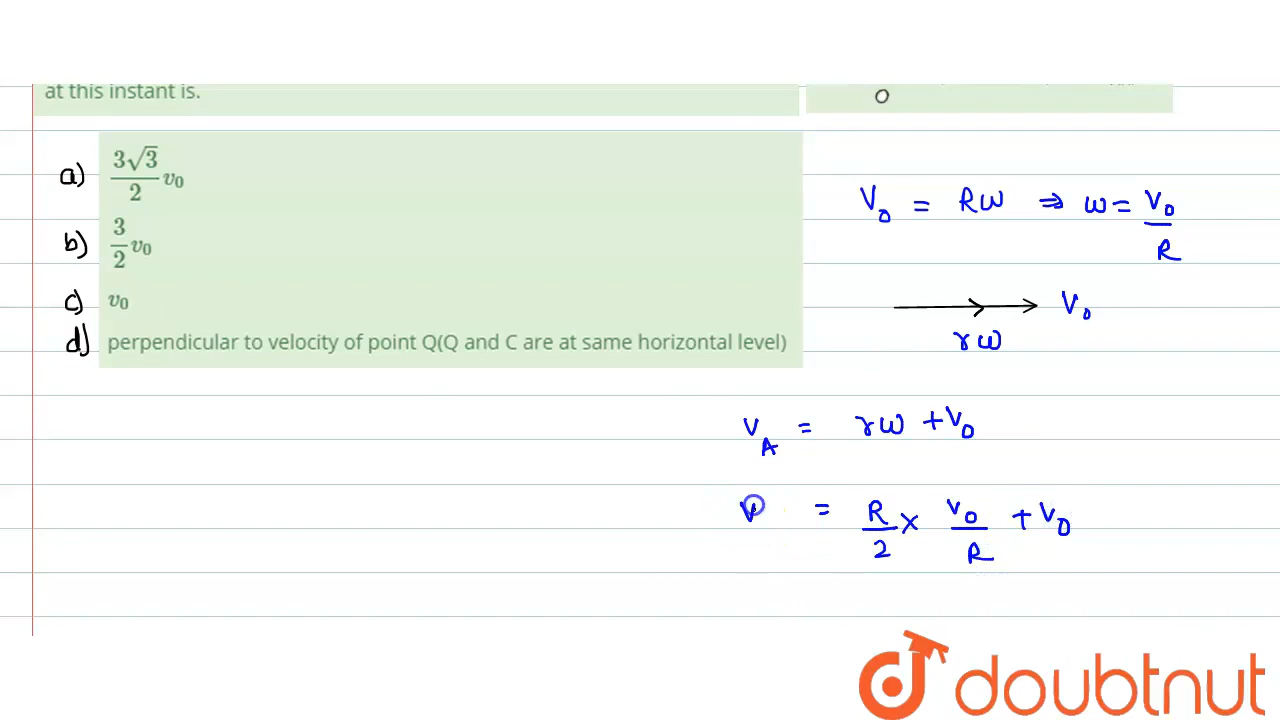 at this instant is.
O
a) 3√3/2 v₀
b) 3/2 v₀
c) v₀
d) perpendicular to velocity of point Q(Q and C are at same horizontal level)
V₀ = Rω ⇒ ω = V₀/R
V₀
rω
V_A = rω + V₀
V = R/2 × V₀/R + V₀
doubtnut